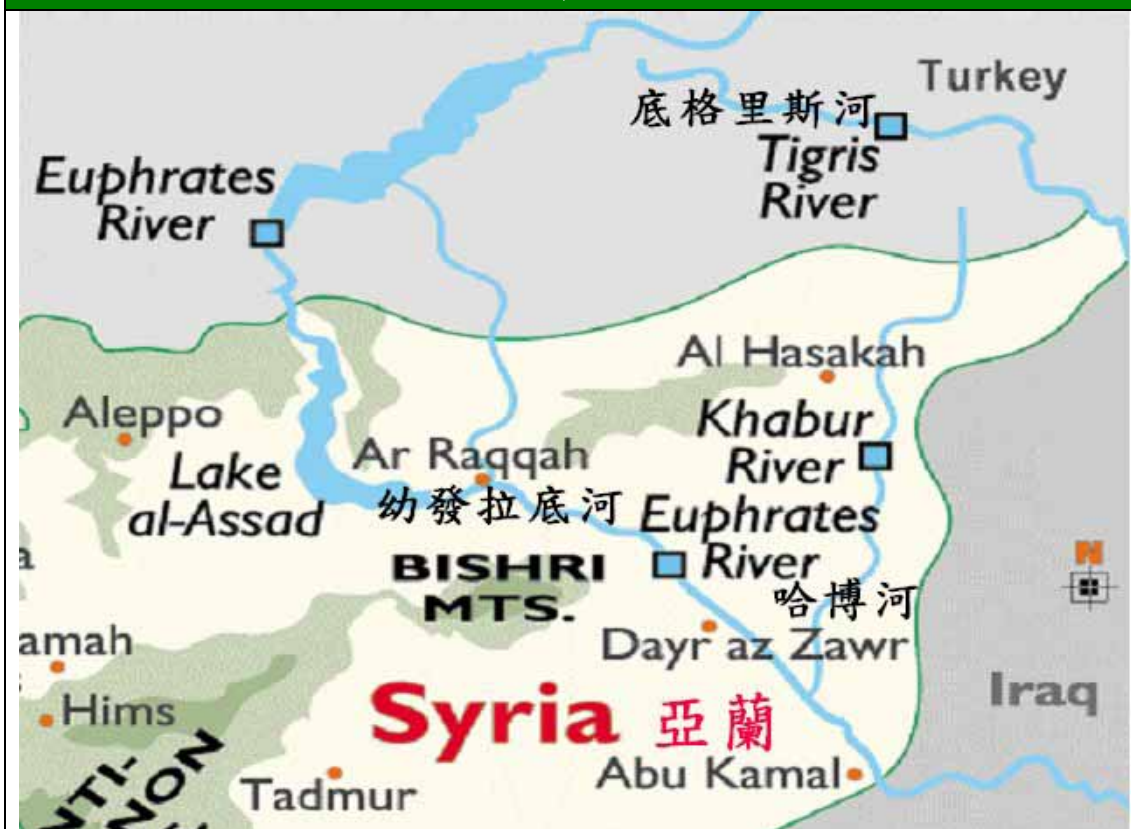 Turkey
底格里斯河
Tigris
River
Euphrates
River
Al Hasakah
Aleppo
Khabur
River
Lake
al-Assad
Ar Raqqah
幼發拉底河
Euphrates
River
BISHRI
MTS.
哈博河
N
a
amah
Dayr az Zawr
Hims
Syria 亞蘭
Iraq
Abu Kamal
Tadmur
NTI-
NON